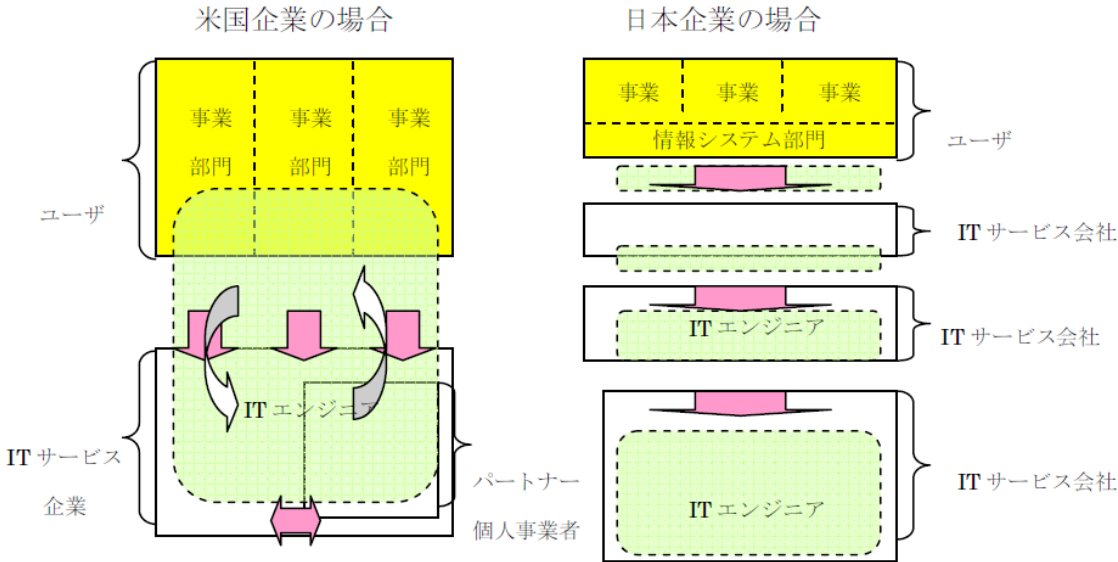 米国企業の場合
事業
部門
事業
部門
事業
部門
ユーザ
IT エンジニア
IT サービス
企業
パートナー
個人事業者
日本企業の場合
事業
事業
事業
情報システム部門
ユーザ
IT サービス会社
IT エンジニア
IT サービス会社
IT エンジニア
IT サービス会社